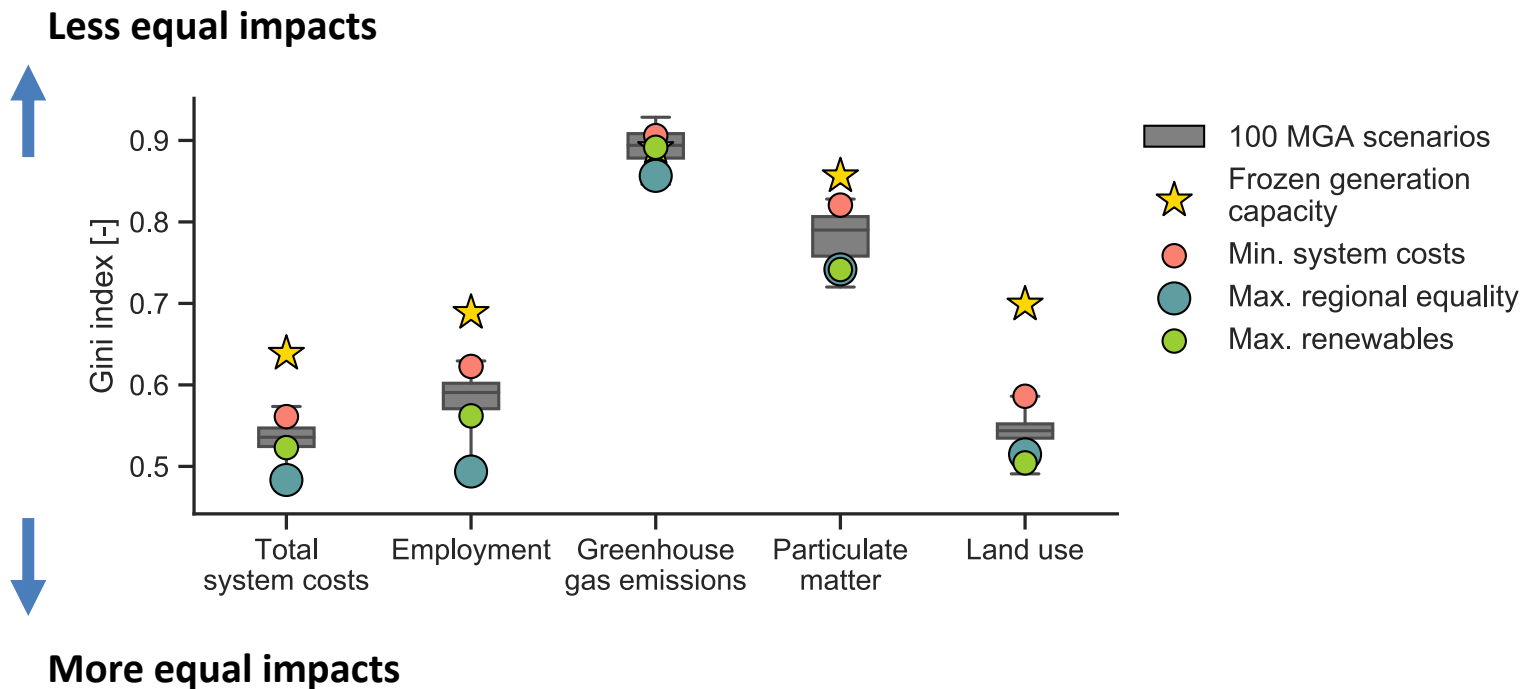 Less equal impacts
Gini index [-]
0.9
0.8
0.7
0.6
0.5
Total
system costs
Employment
Greenhouse
gas emissions
Particulate
matter
Land use
100 MGA scenarios
Frozen generation
capacity
Min. system costs
Max. regional equality
Max. renewables
More equal impacts